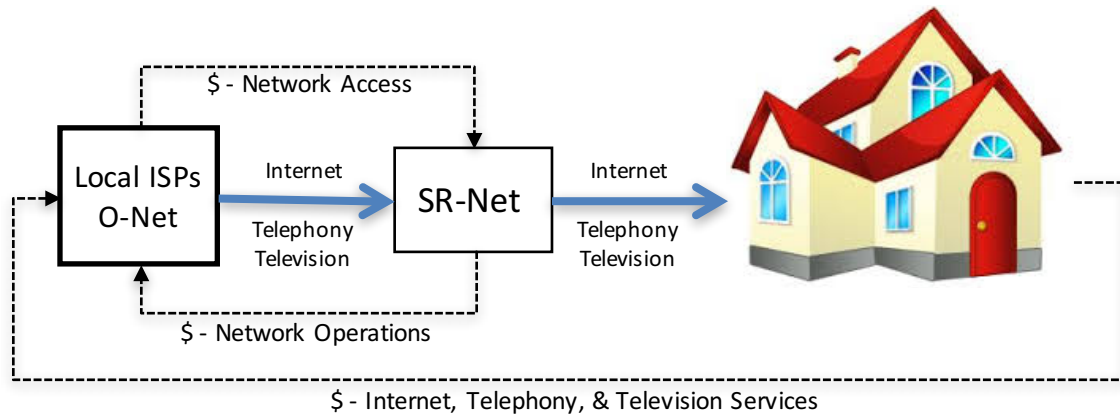 $ - Network Access
Local ISPs
O-Net
Internet
Telephony
Television
SR-Net
Internet
Telephony
Television
$ - Network Operations
$ - Internet, Telephony, & Television Services